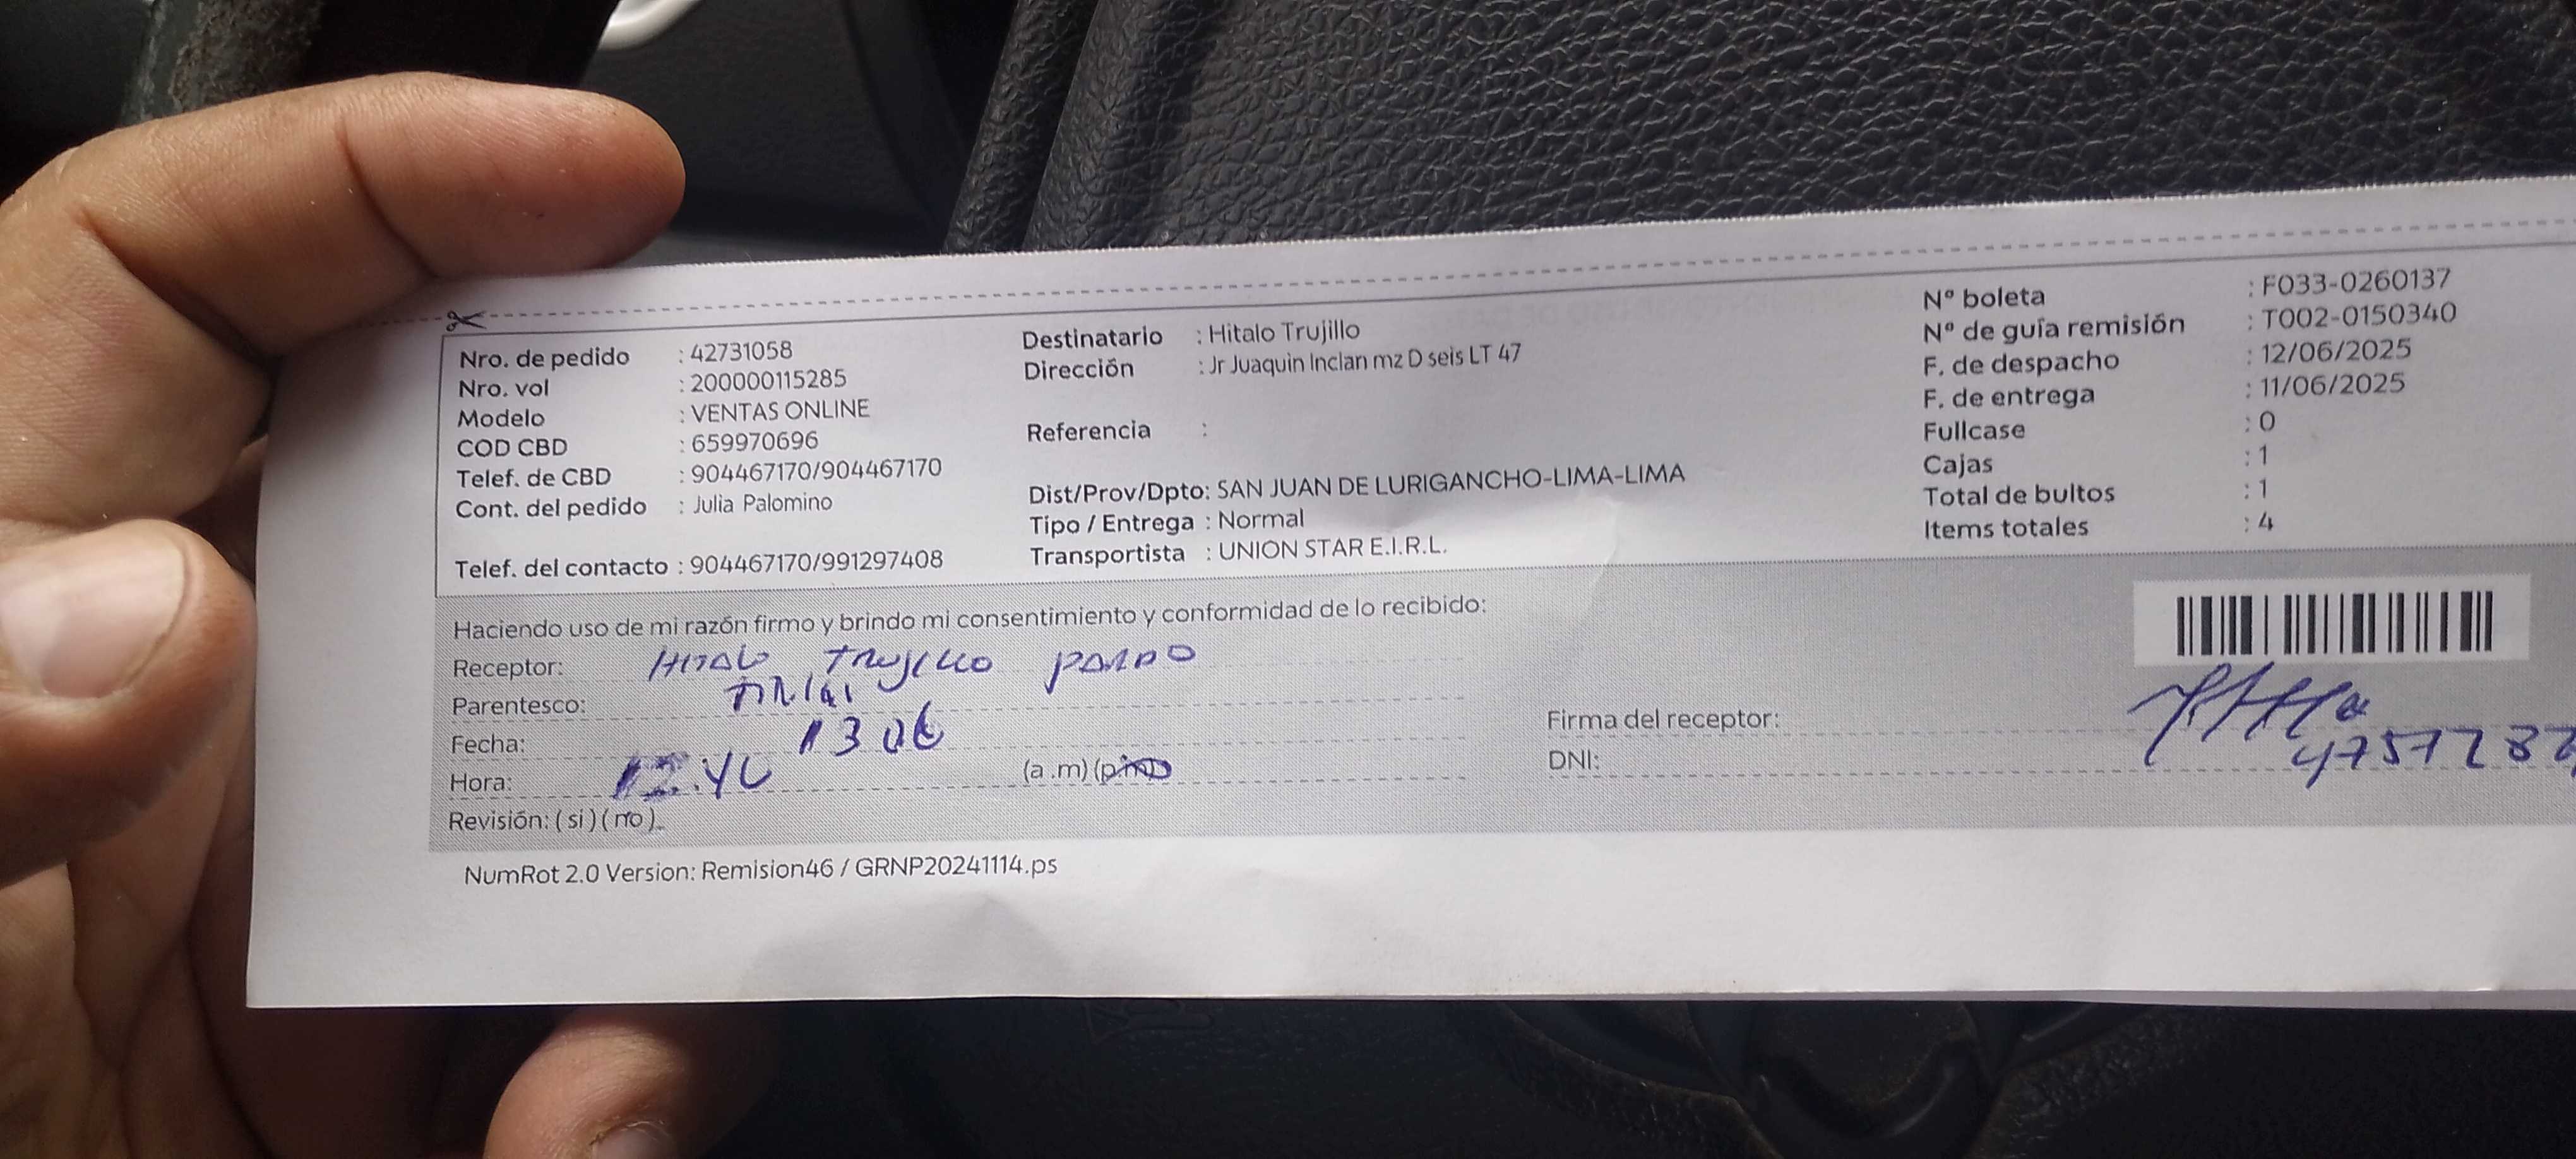 Nro. de pedido : 42731058
Nro. vol : 200000115285
Modelo : VENTAS ONLINE
COD CBD : 659970696
Telef. de CBD : 904467170/904467170
Cont. del pedido : Julia Palomino
Telef. del contacto : 904467170/991297408
Destinatario : Hitalo Trujillo
Dirección : Jr Juaquin Inclan mz D seis LT 47
Referencia :
Dist/Prov/Dpto: SAN JUAN DE LURIGANCHO-LIMA-LIMA
Tipo / Entrega : Normal
Transportista : UNION STAR E.I.R.L.
Nº boleta : F033-0260137
Nº de guía remisión : T002-0150340
F. de despacho : 12/06/2025
F. de entrega : 11/06/2025
Fullcase : 0
Cajas : 1
Total de bultos : 1
Items totales : 4
Haciendo uso de mi razón firmo y brindo mi consentimiento y conformidad de lo recibido:
Receptor: HITALO TRUJILLO PARDO
Parentesco:
Fecha: 13 06
Hora: (a .m) (p.m)
Revisión: ( si ) ( no )
Firma del receptor:
DNI:
NumRot 2.0 Version: Remision46 / GRNP20241114.ps